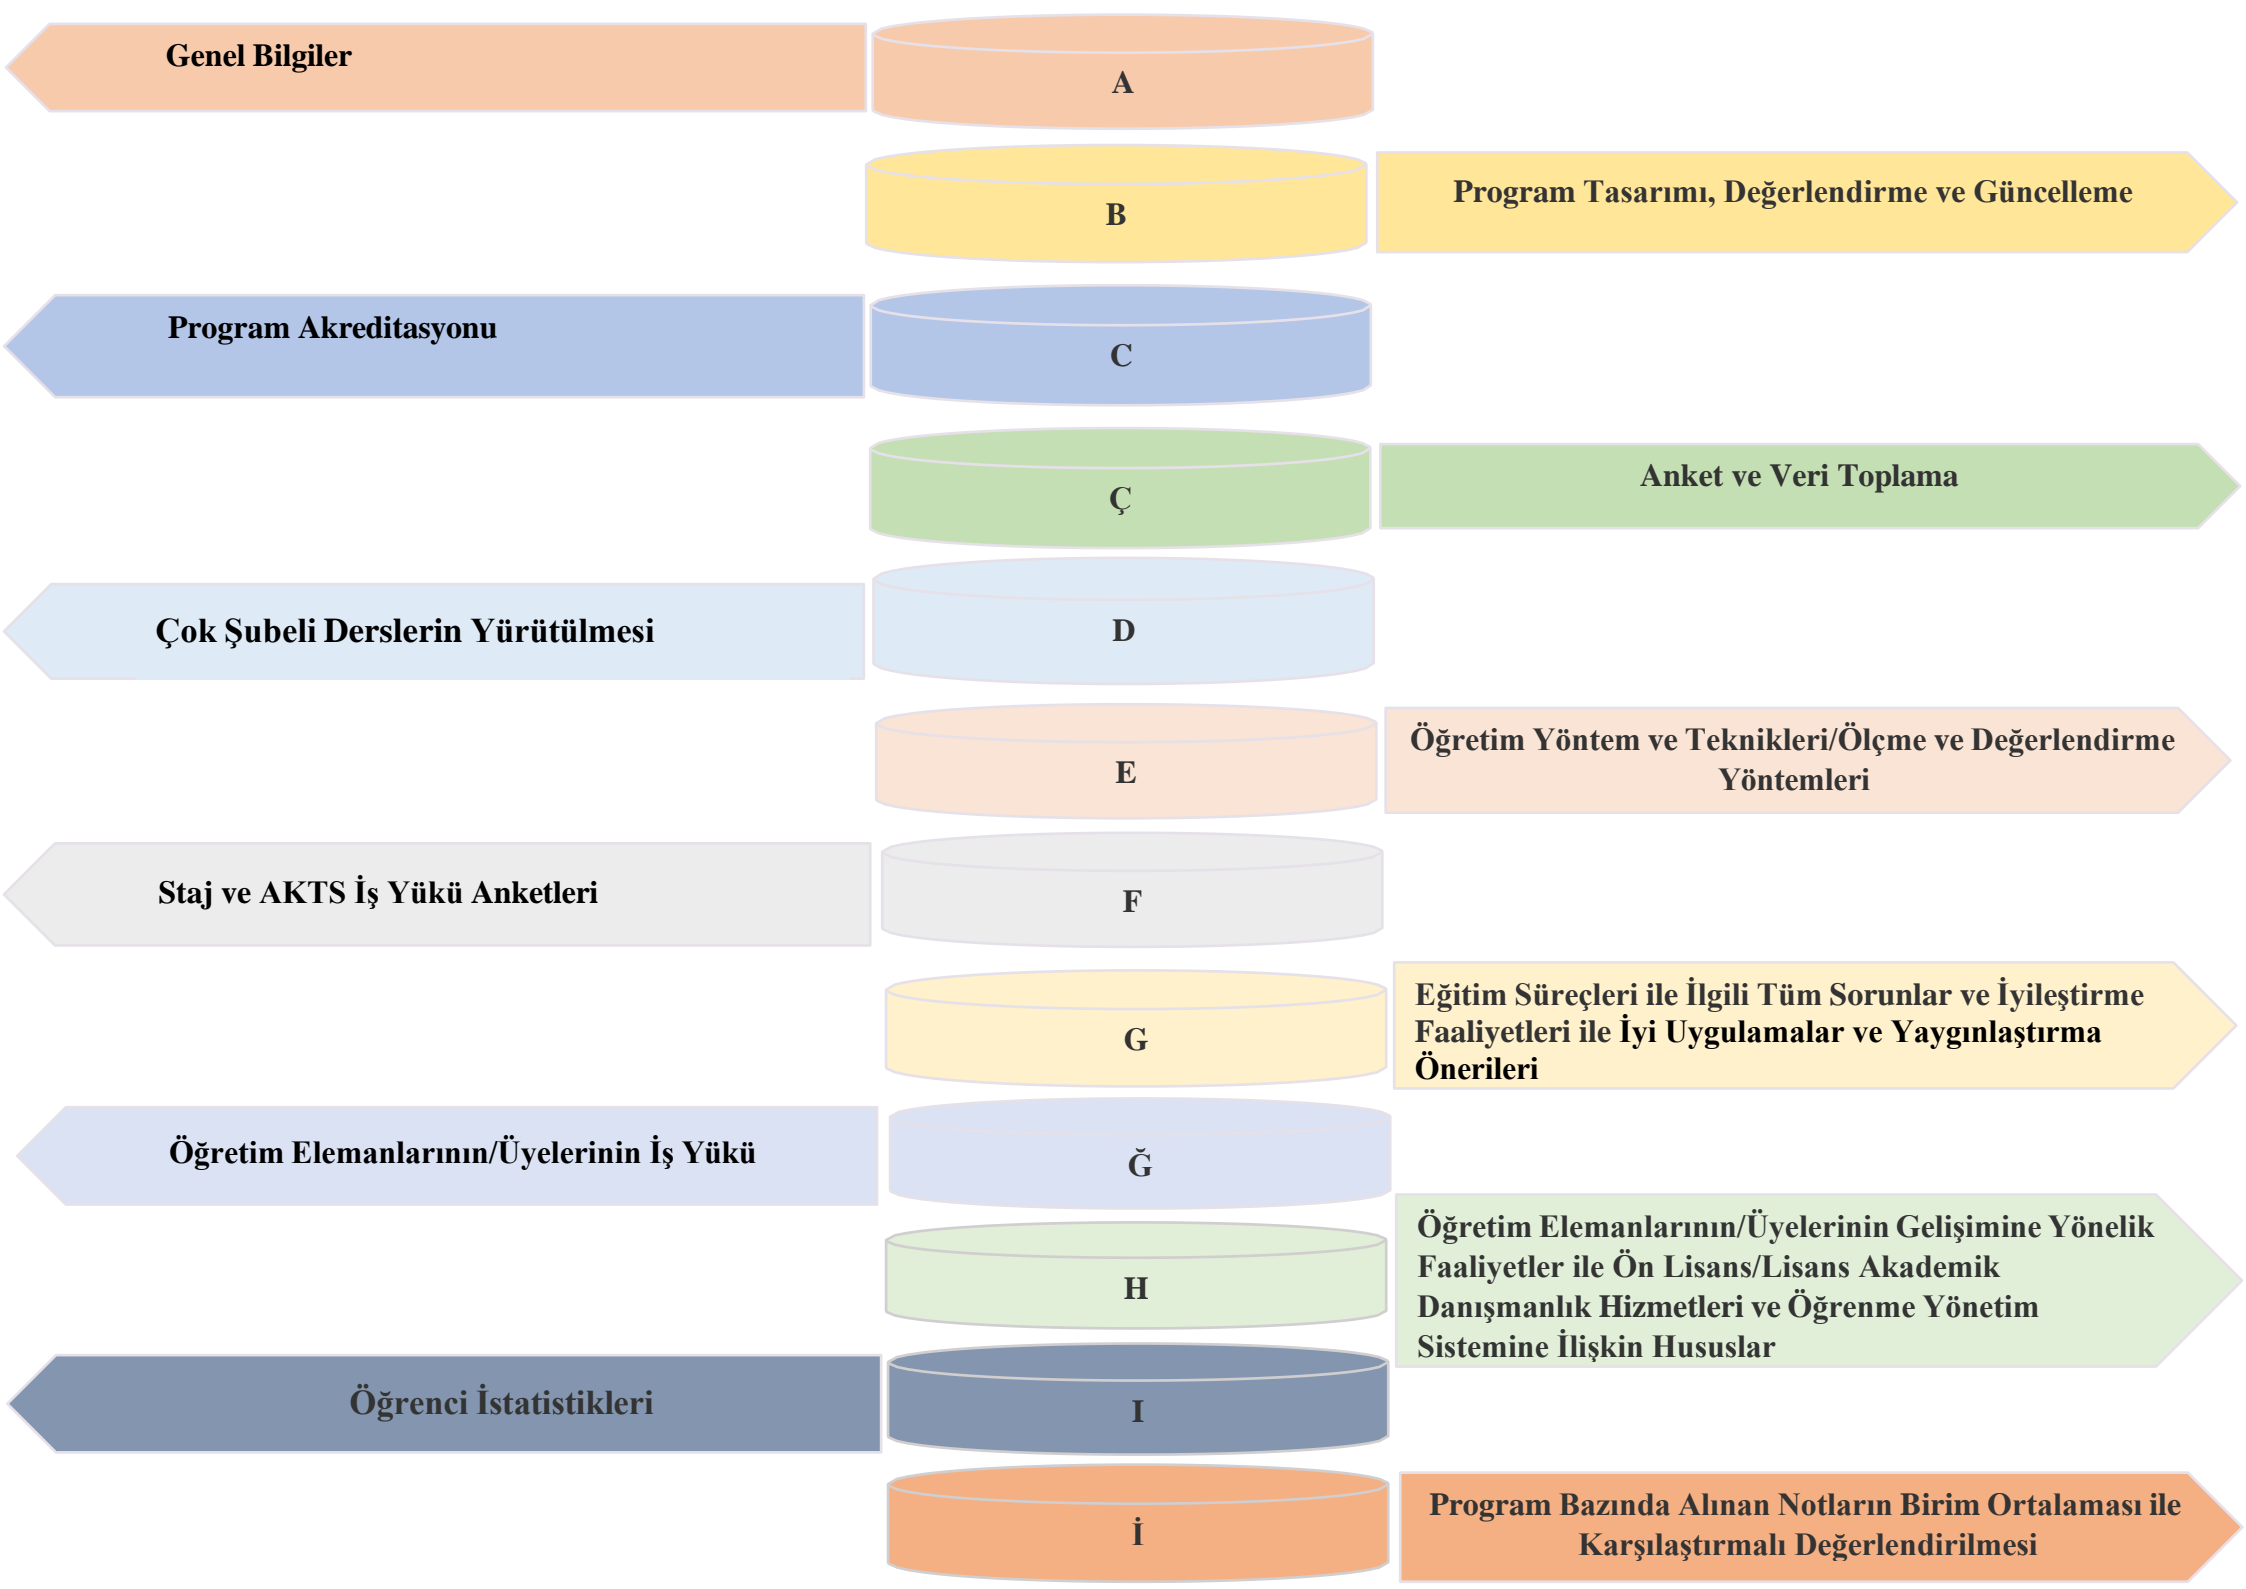 Genel Bilgiler
A
B
Program Tasarımı, Değerlendirme ve Güncelleme
Program Akreditasyonu
C
Ç
Anket ve Veri Toplama
Çok Şubeli Derslerin Yürütülmesi
D
E
Öğretim Yöntem ve Teknikleri/Ölçme ve Değerlendirme
Yöntemleri
Staj ve AKTS İş Yükü Anketleri
F
G
Eğitim Süreçleri ile İlgili Tüm Sorunlar ve İyileştirme
Faaliyetleri ile İyi Uygulamalar ve Yaygınlaştırma
Önerileri
Öğretim Elemanlarının/Üyelerinin İş Yükü
Ğ
H
Öğretim Elemanlarının/Üyelerinin Gelişimine Yönelik
Faaliyetler ile Ön Lisans/Lisans Akademik
Danışmanlık Hizmetleri ve Öğrenme Yönetim
Sistemine İlişkin Hususlar
Öğrenci İstatistikleri
I
İ
Program Bazında Alınan Notların Birim Ortalaması ile
Karşılaştırmalı Değerlendirilmesi